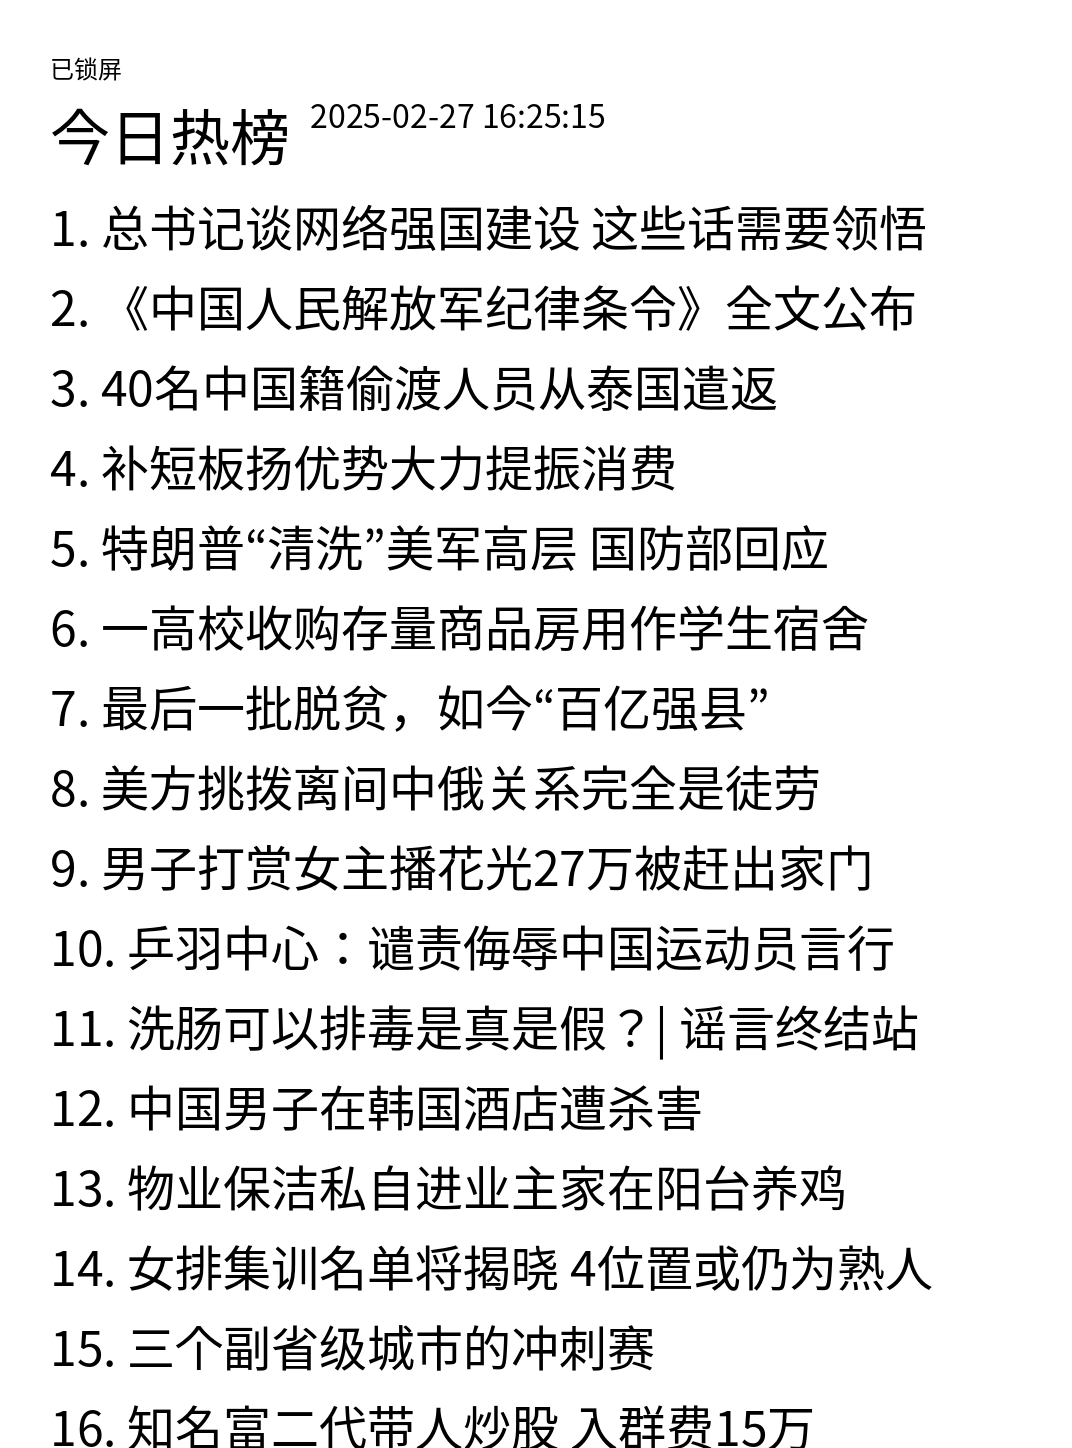 已锁屏
今日热榜 2025-02-27 16:25:15
1. 总书记谈网络强国建设 这些话需要领悟
2. 《中国人民解放军纪律条令》全文公布
3. 40名中国籍偷渡人员从泰国遣返
4. 补短板扬优势大力提振消费
5. 特朗普“清洗”美军高层 国防部回应
6. 一高校收购存量商品房用作学生宿舍
7. 最后一批脱贫，如今“百亿强县”
8. 美方挑拨离间中俄关系完全是徒劳
9. 男子打赏女主播花光27万被赶出家门
10. 乒羽中心：谴责侮辱中国运动员言行
11. 洗肠可以排毒是真是假？| 谣言终结站
12. 中国男子在韩国酒店遭杀害
13. 物业保洁私自进业主家在阳台养鸡
14. 女排集训名单将揭晓 4位置或仍为熟人
15. 三个副省级城市的冲刺赛
16. 知名富二代带人炒股 入群费15万